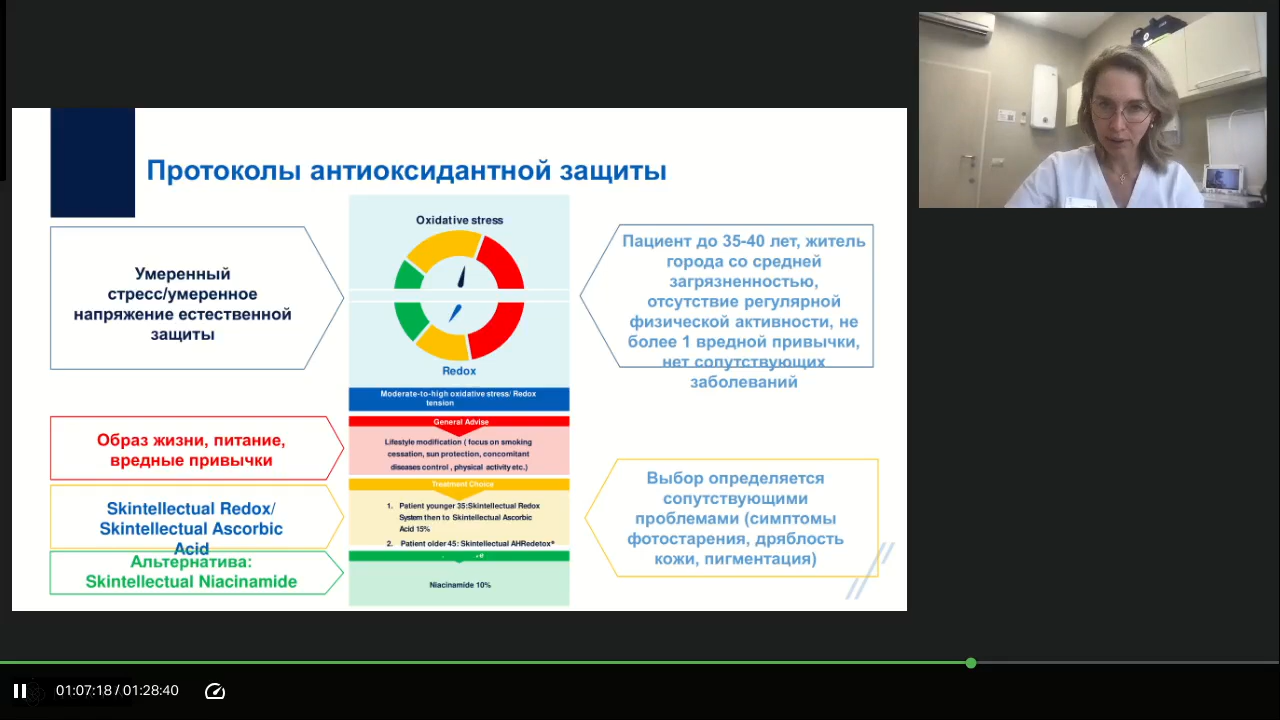 Протоколы антиоксидантной защиты
Умеренный
стресс/умеренное
напряжение естественной
защиты
Образ жизни, питание,
вредные привычки
Skintellectual Redox/
Skintellectual Ascorbic
Acid
Альтернатива:
Skintellectual Niacinamide
Oxidative stress
Redox
Moderate-to-high oxidative stress/ Redox
tension
General Advise
Lifestyle modification ( focus on smoking
cessation, sun protection, concomitant
diseases control , physical activity etc.)
Treatment Choice
1. Patient younger 35:Skintellectual Redox
System then to Skintellectual Ascorbic
Acid 15%
2. Patient older 45: Skintellectual AHRedetox*
Niacinamide 10%
Пациент до 35-40 лет, житель
города со средней
загрязненностью,
отсутствие регулярной
физической активности, не
более 1 вредной привычки,
нет сопутствующих
заболеваний
Выбор определяется
сопутствующими
проблемами (симптомы
фотостарения, дряблость
кожи, пигментация)
01:07:18 / 01:28:40